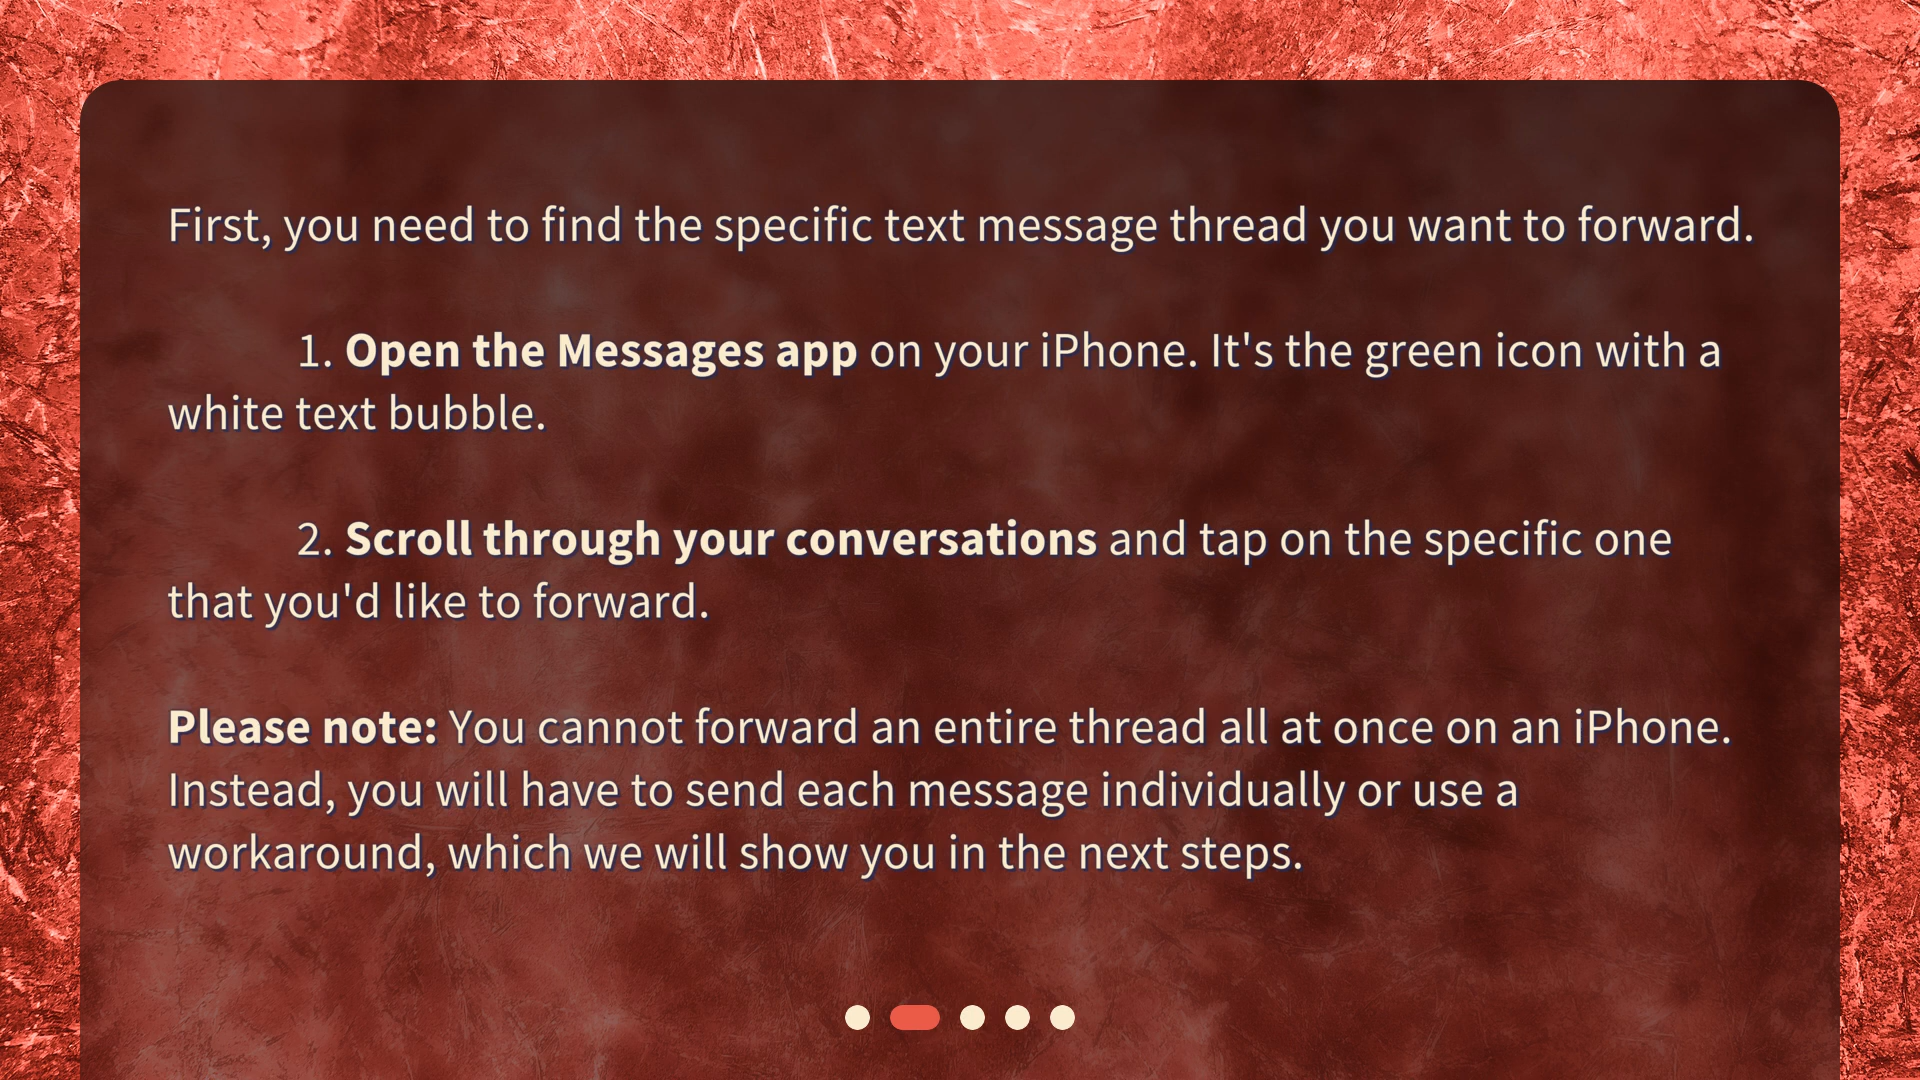 First, you need to find the specific text message thread you want to forward.
1. Open the Messages app on your iPhone. It's the green icon with a
white text bubble.
2. Scroll through your conversations and tap on the specific one
that you'd like to forward.
Please note: You cannot forward an entire thread all at once on an iPhone.
Instead, you will have to send each message individually or use a
workaround, which we will show you in the next steps.